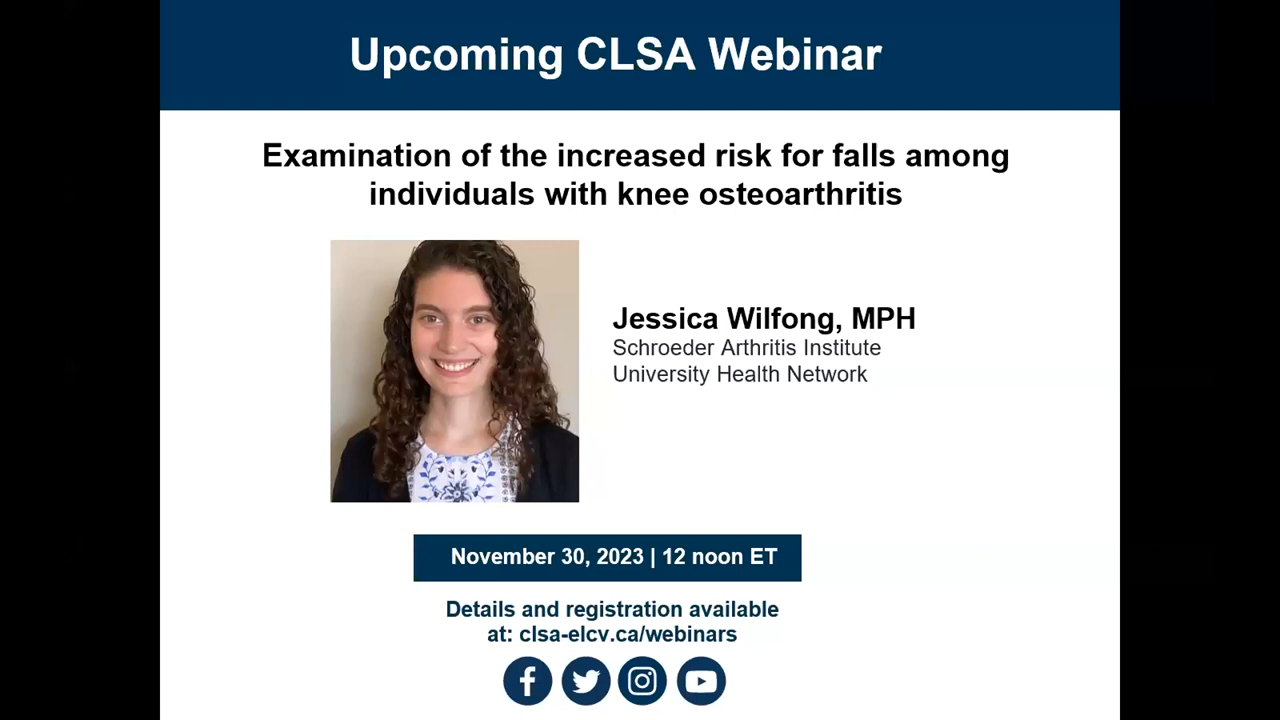 Upcoming CLSA Webinar
Examination of the increased risk for falls among
individuals with knee osteoarthritis
Jessica Wilfong, MPH
Schroeder Arthritis Institute
University Health Network
November 30, 2023 | 12 noon ET
Details and registration available
at: clsa-elcv.ca/webinars